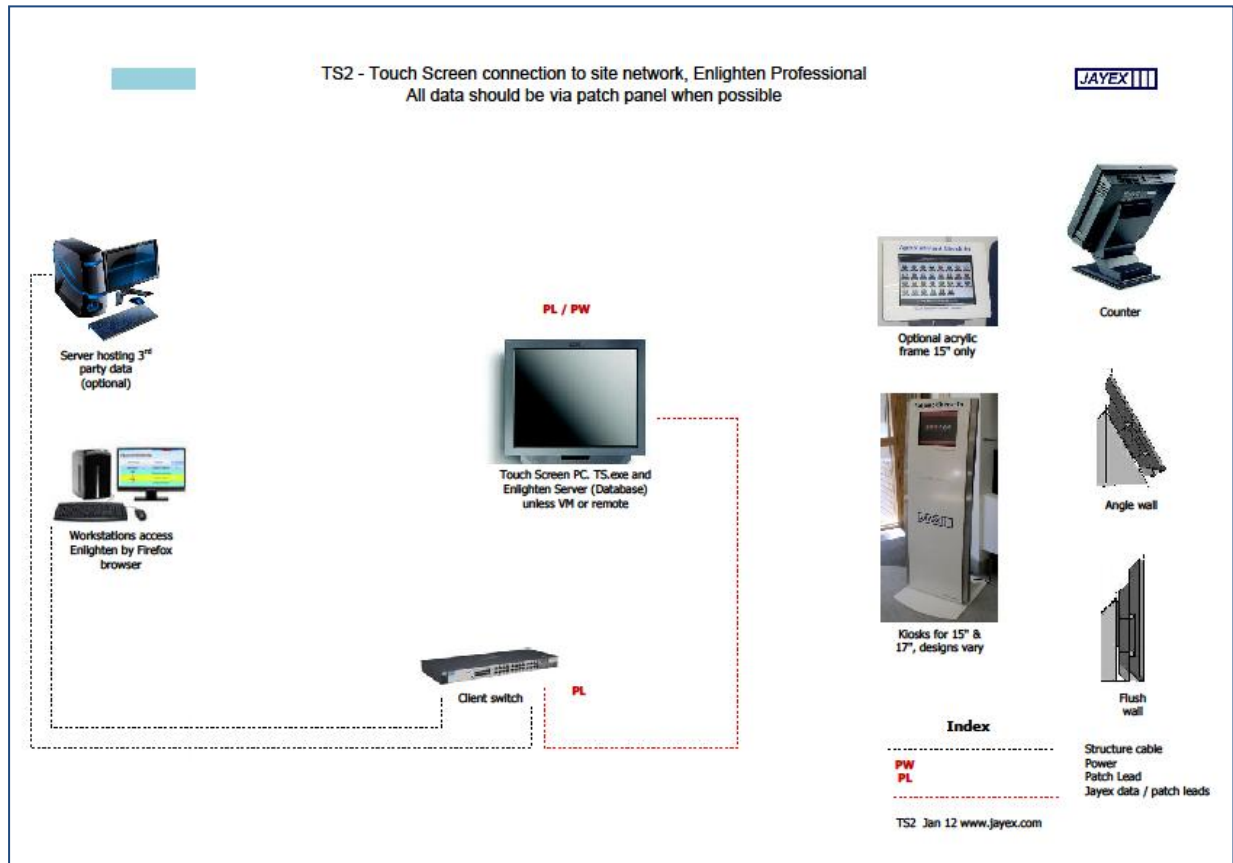 TS2 - Touch Screen connection to site network, Enlighten Professional
All data should be via patch panel when possible
JAYEX
Server hosting 3rd
party data
(optional)
Workstations access
Enlighten by Firefox
browser
PL / PW
Touch Screen PC. TS.exe and
Enlighten Server (Database)
unless VM or remote
Client switch
PL
Optional acrylic
frame 15" only
Kiosks for 15" &
17", designs vary
Counter
Angle wall
Flush
wall
Index
Structure cable
PW Power
PL Patch Lead
Jayex data / patch leads
TS2 Jan 12 www.jayex.com